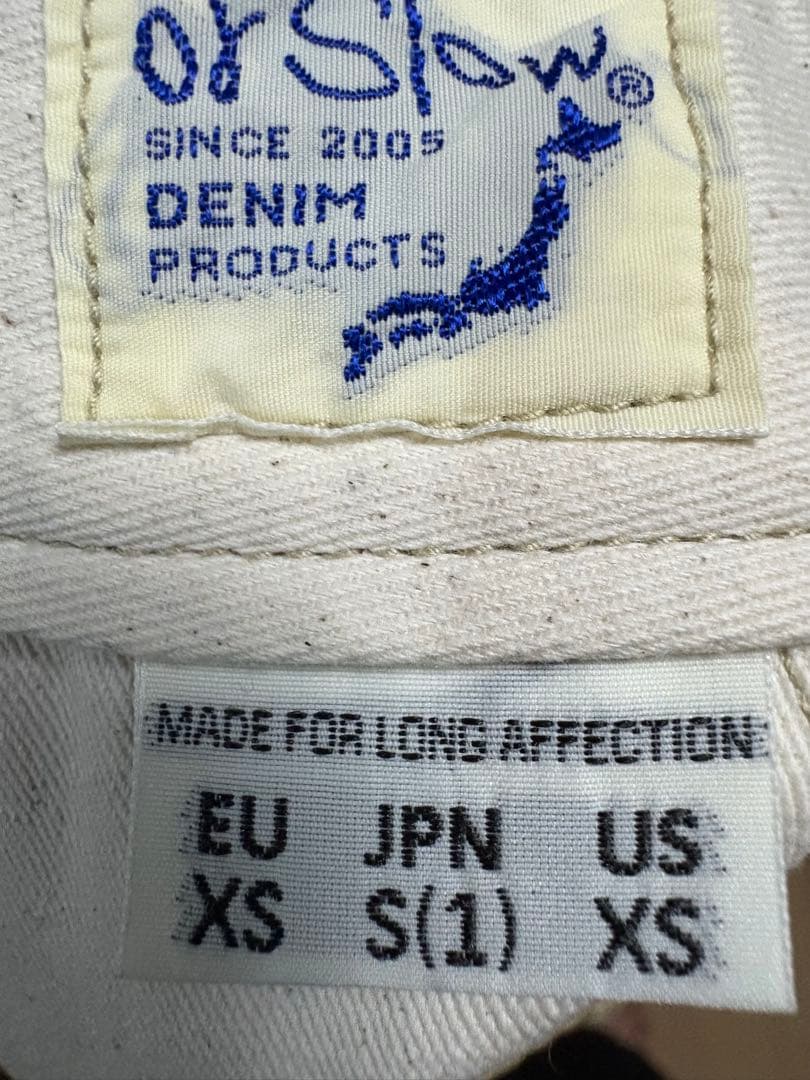 orSlow®
SINCE 2005
DENIM
PRODUCTS
MADE FOR LONG AFFECTION
EU JPN US
XS S(1) XS